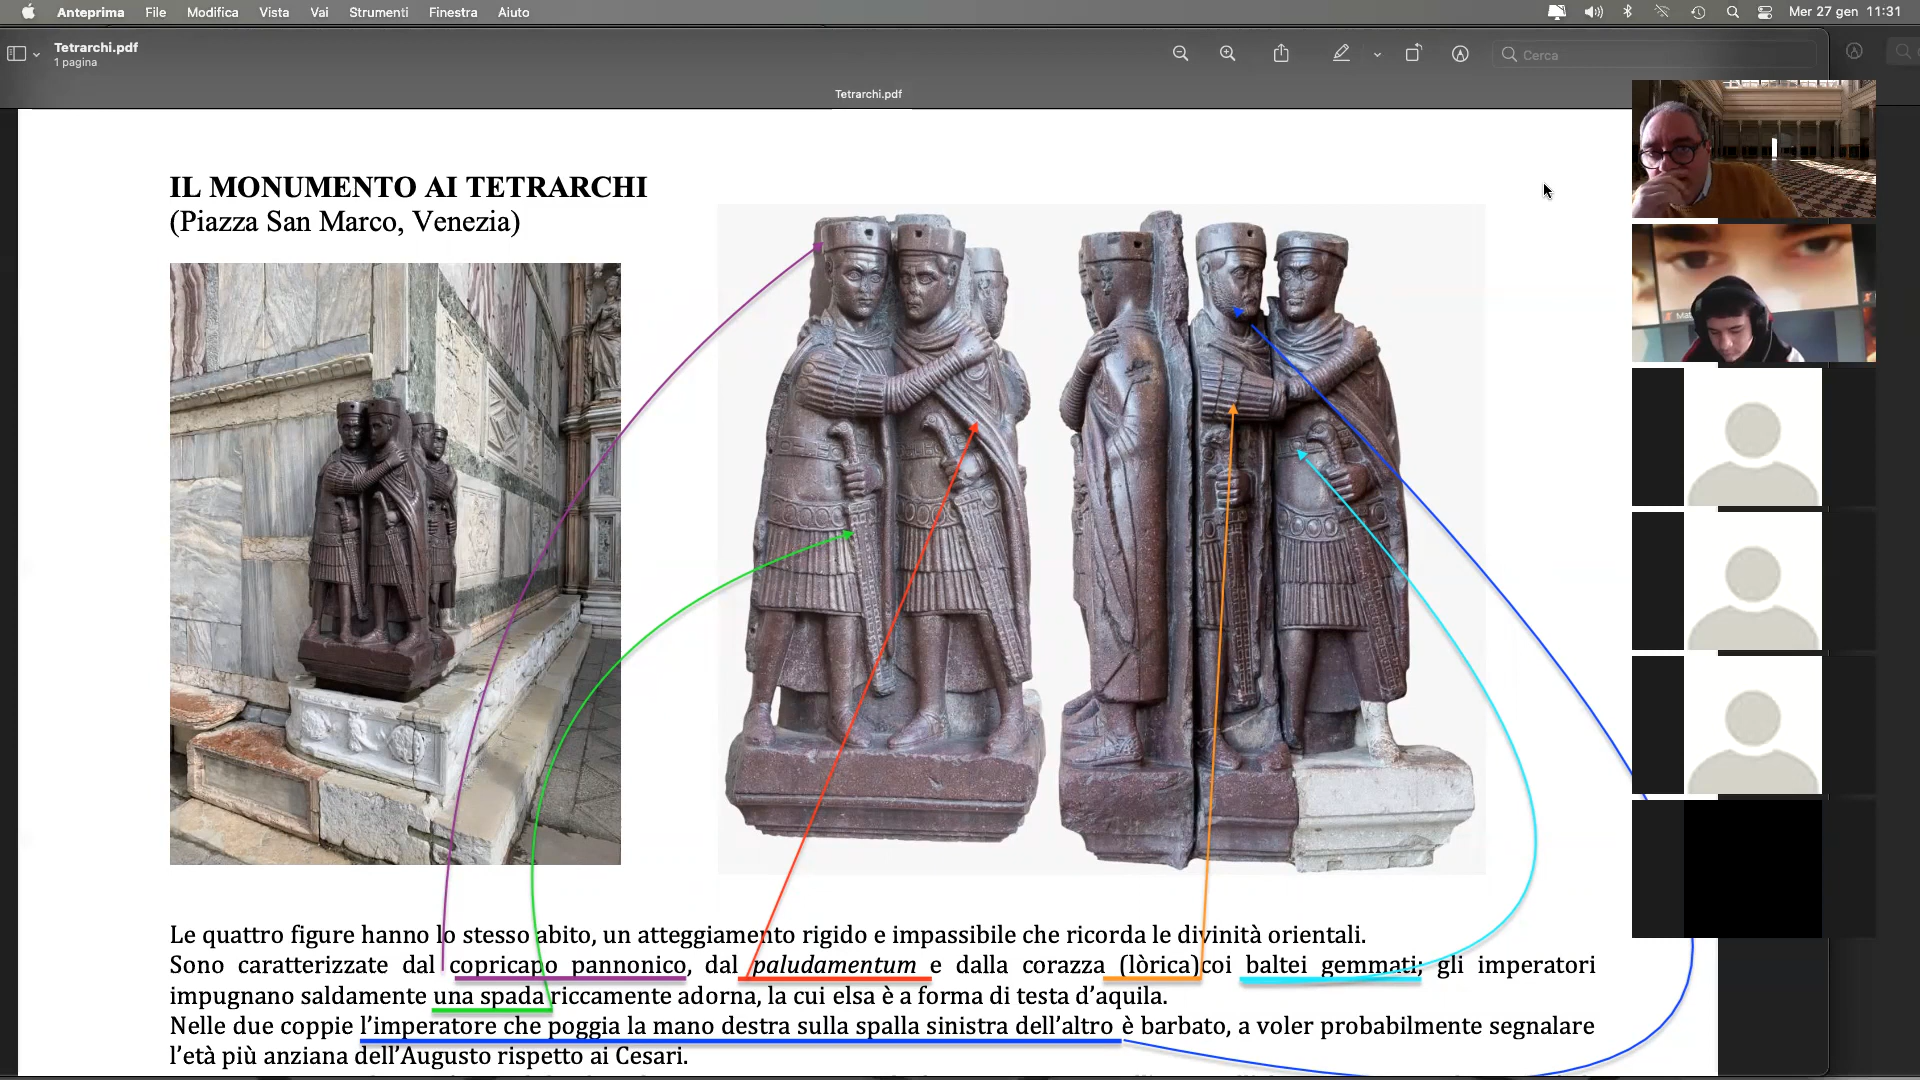 Anteprima File Modifica Vista Vai Strumenti Finestra Aiuto Mer 27 gen 11:31
Tetrarchi.pdf
1 pagina
Cerca
Tetrarchi.pdf
IL MONUMENTO AI TETRARCHI
(Piazza San Marco, Venezia)
Le quattro figure hanno lo stesso abito, un atteggiamento rigido e impassibile che ricorda le divinità orientali.
Sono caratterizzate dal copricapo pannonico, dal paludamentum e dalla corazza (lòrica)coi baltei gemmati; gli imperatori
impugnano saldamente una spada riccamente adorna, la cui elsa è a forma di testa d’aquila.
Nelle due coppie l’imperatore che poggia la mano destra sulla spalla sinistra dell’altro è barbato, a voler probabilmente segnalare
l’età più anziana dell’Augusto rispetto ai Cesari.